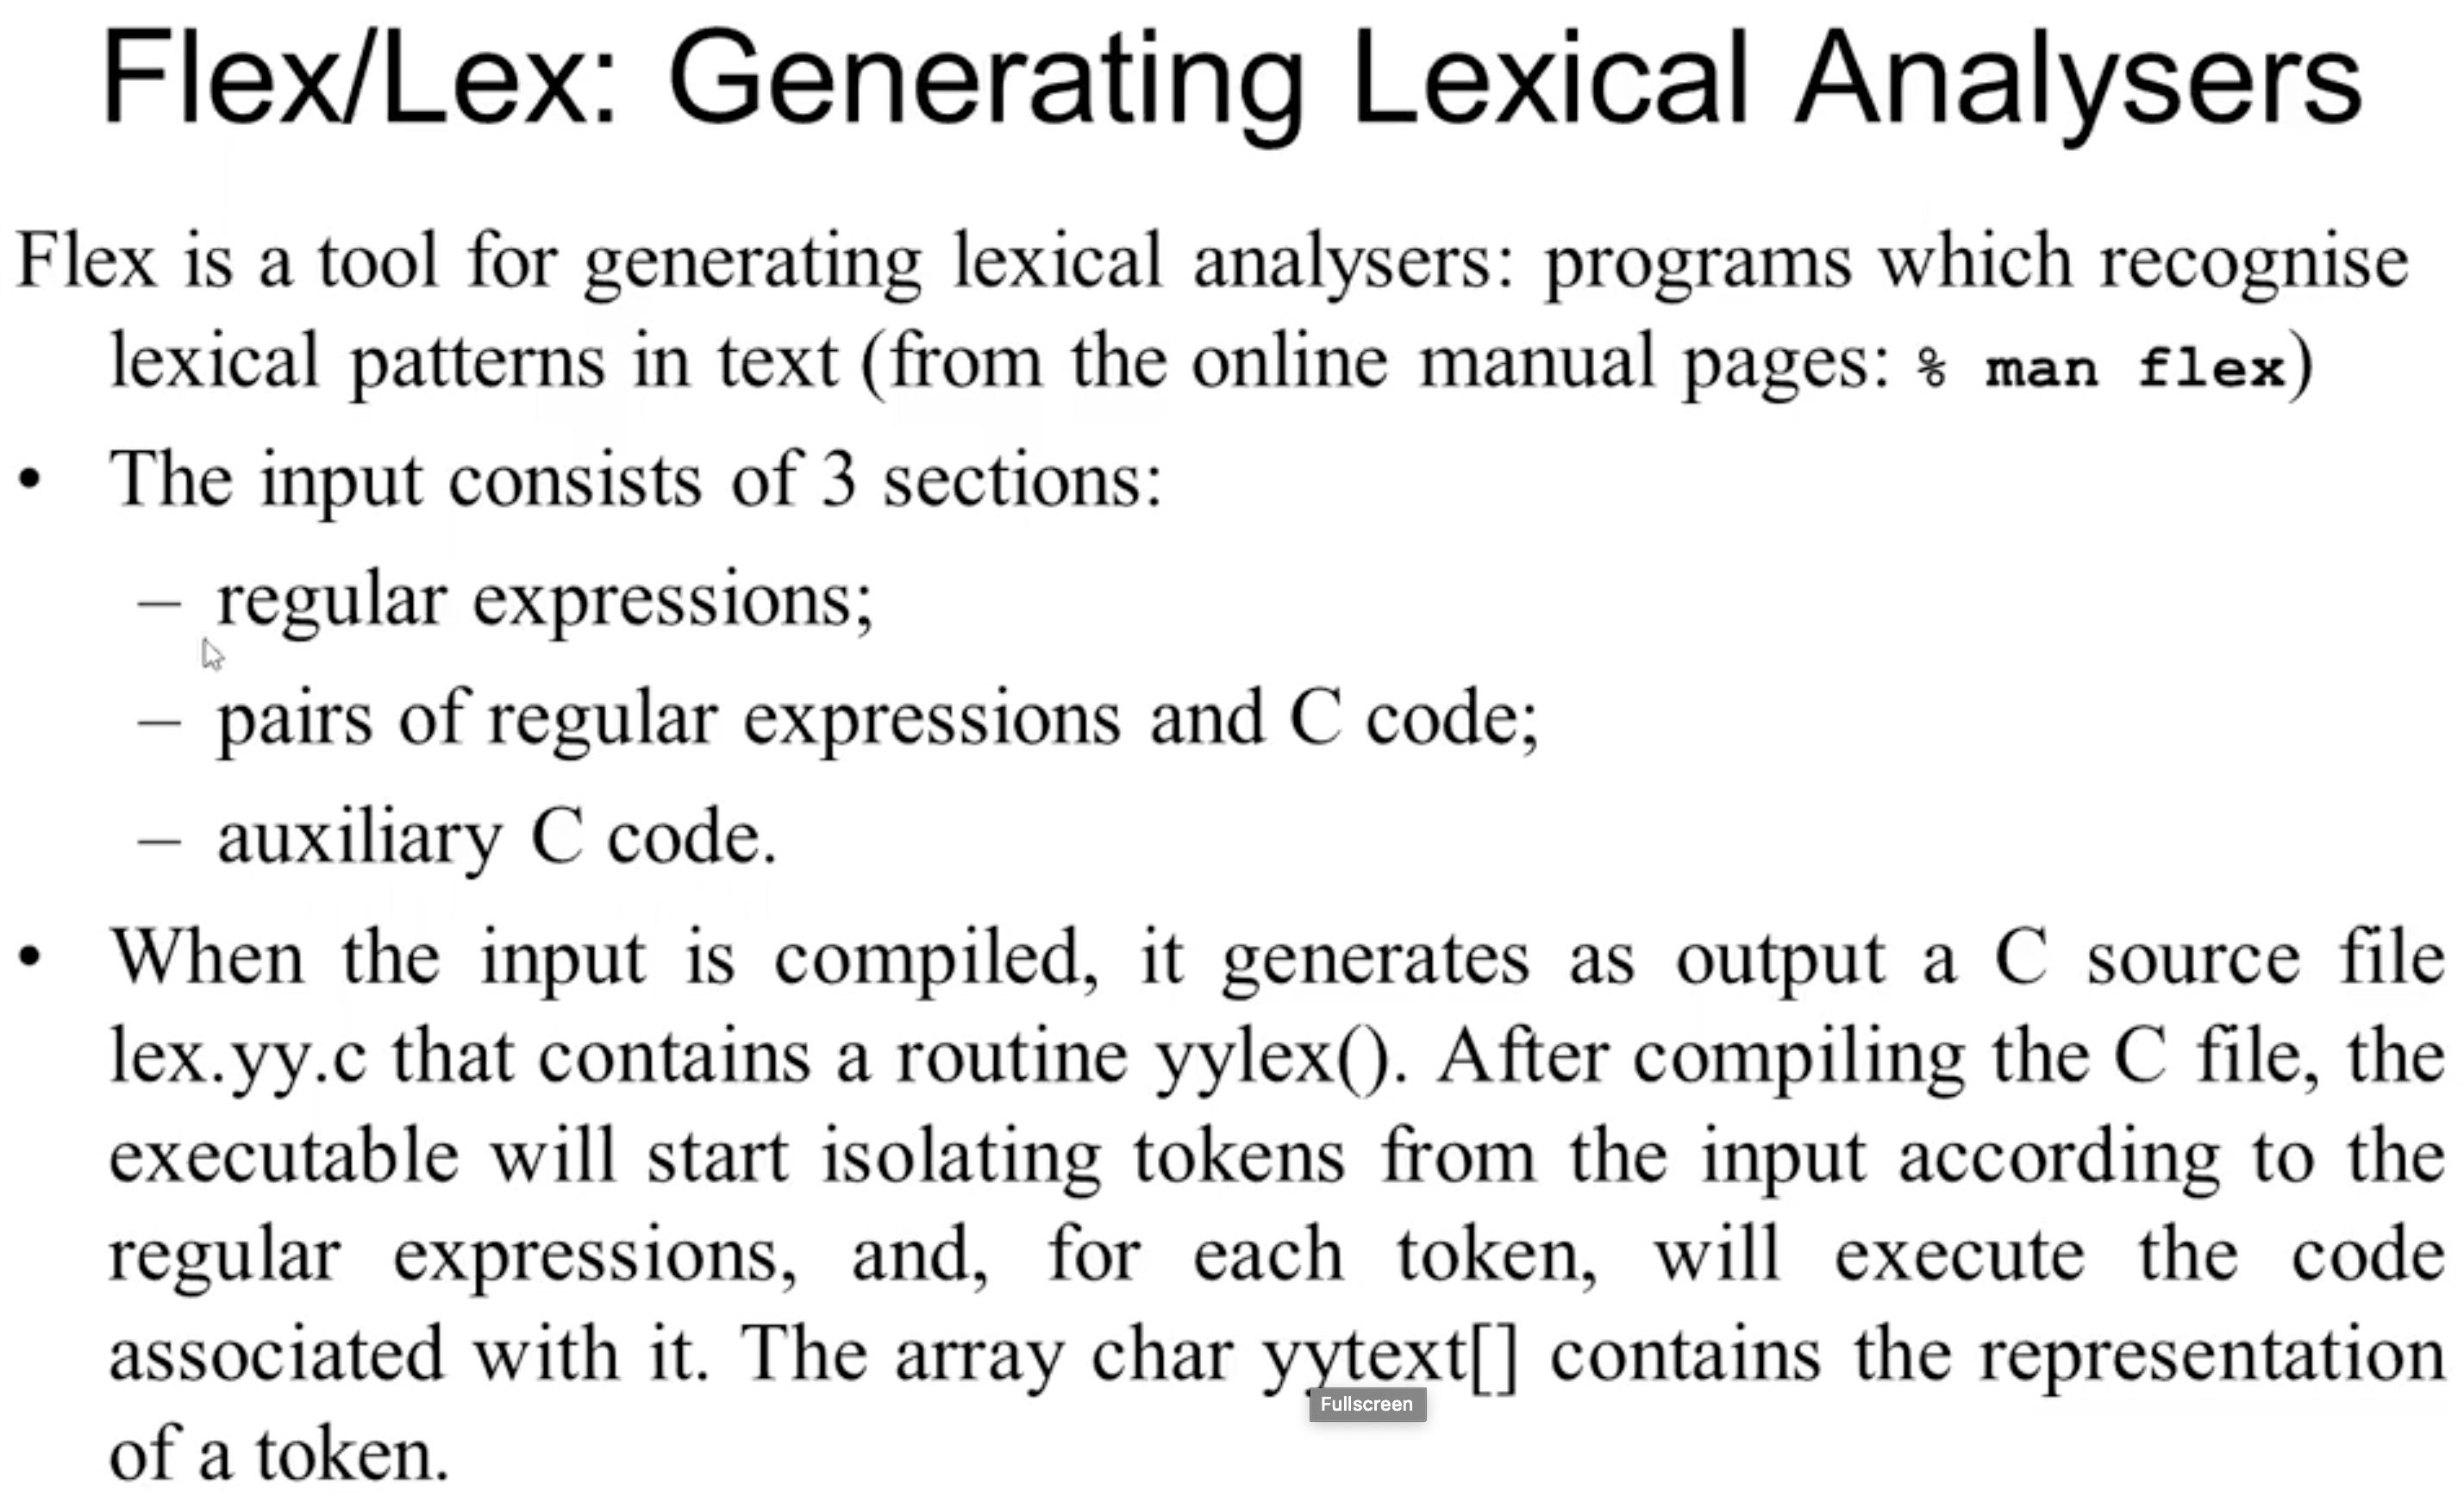 Flex/Lex: Generating Lexical Analysers
Flex is a tool for generating lexical analysers: programs which recognise
lexical patterns in text (from the online manual pages: % man flex)
• The input consists of 3 sections:
– regular expressions;
– pairs of regular expressions and C code;
– auxiliary C code.
• When the input is compiled, it generates as output a C source file
lex.yy.c that contains a routine yylex(). After compiling the C file, the
executable will start isolating tokens from the input according to the
regular expressions, and, for each token, will execute the code
associated with it. The array char yytext[] contains the representation
Fullscreen
of a token.